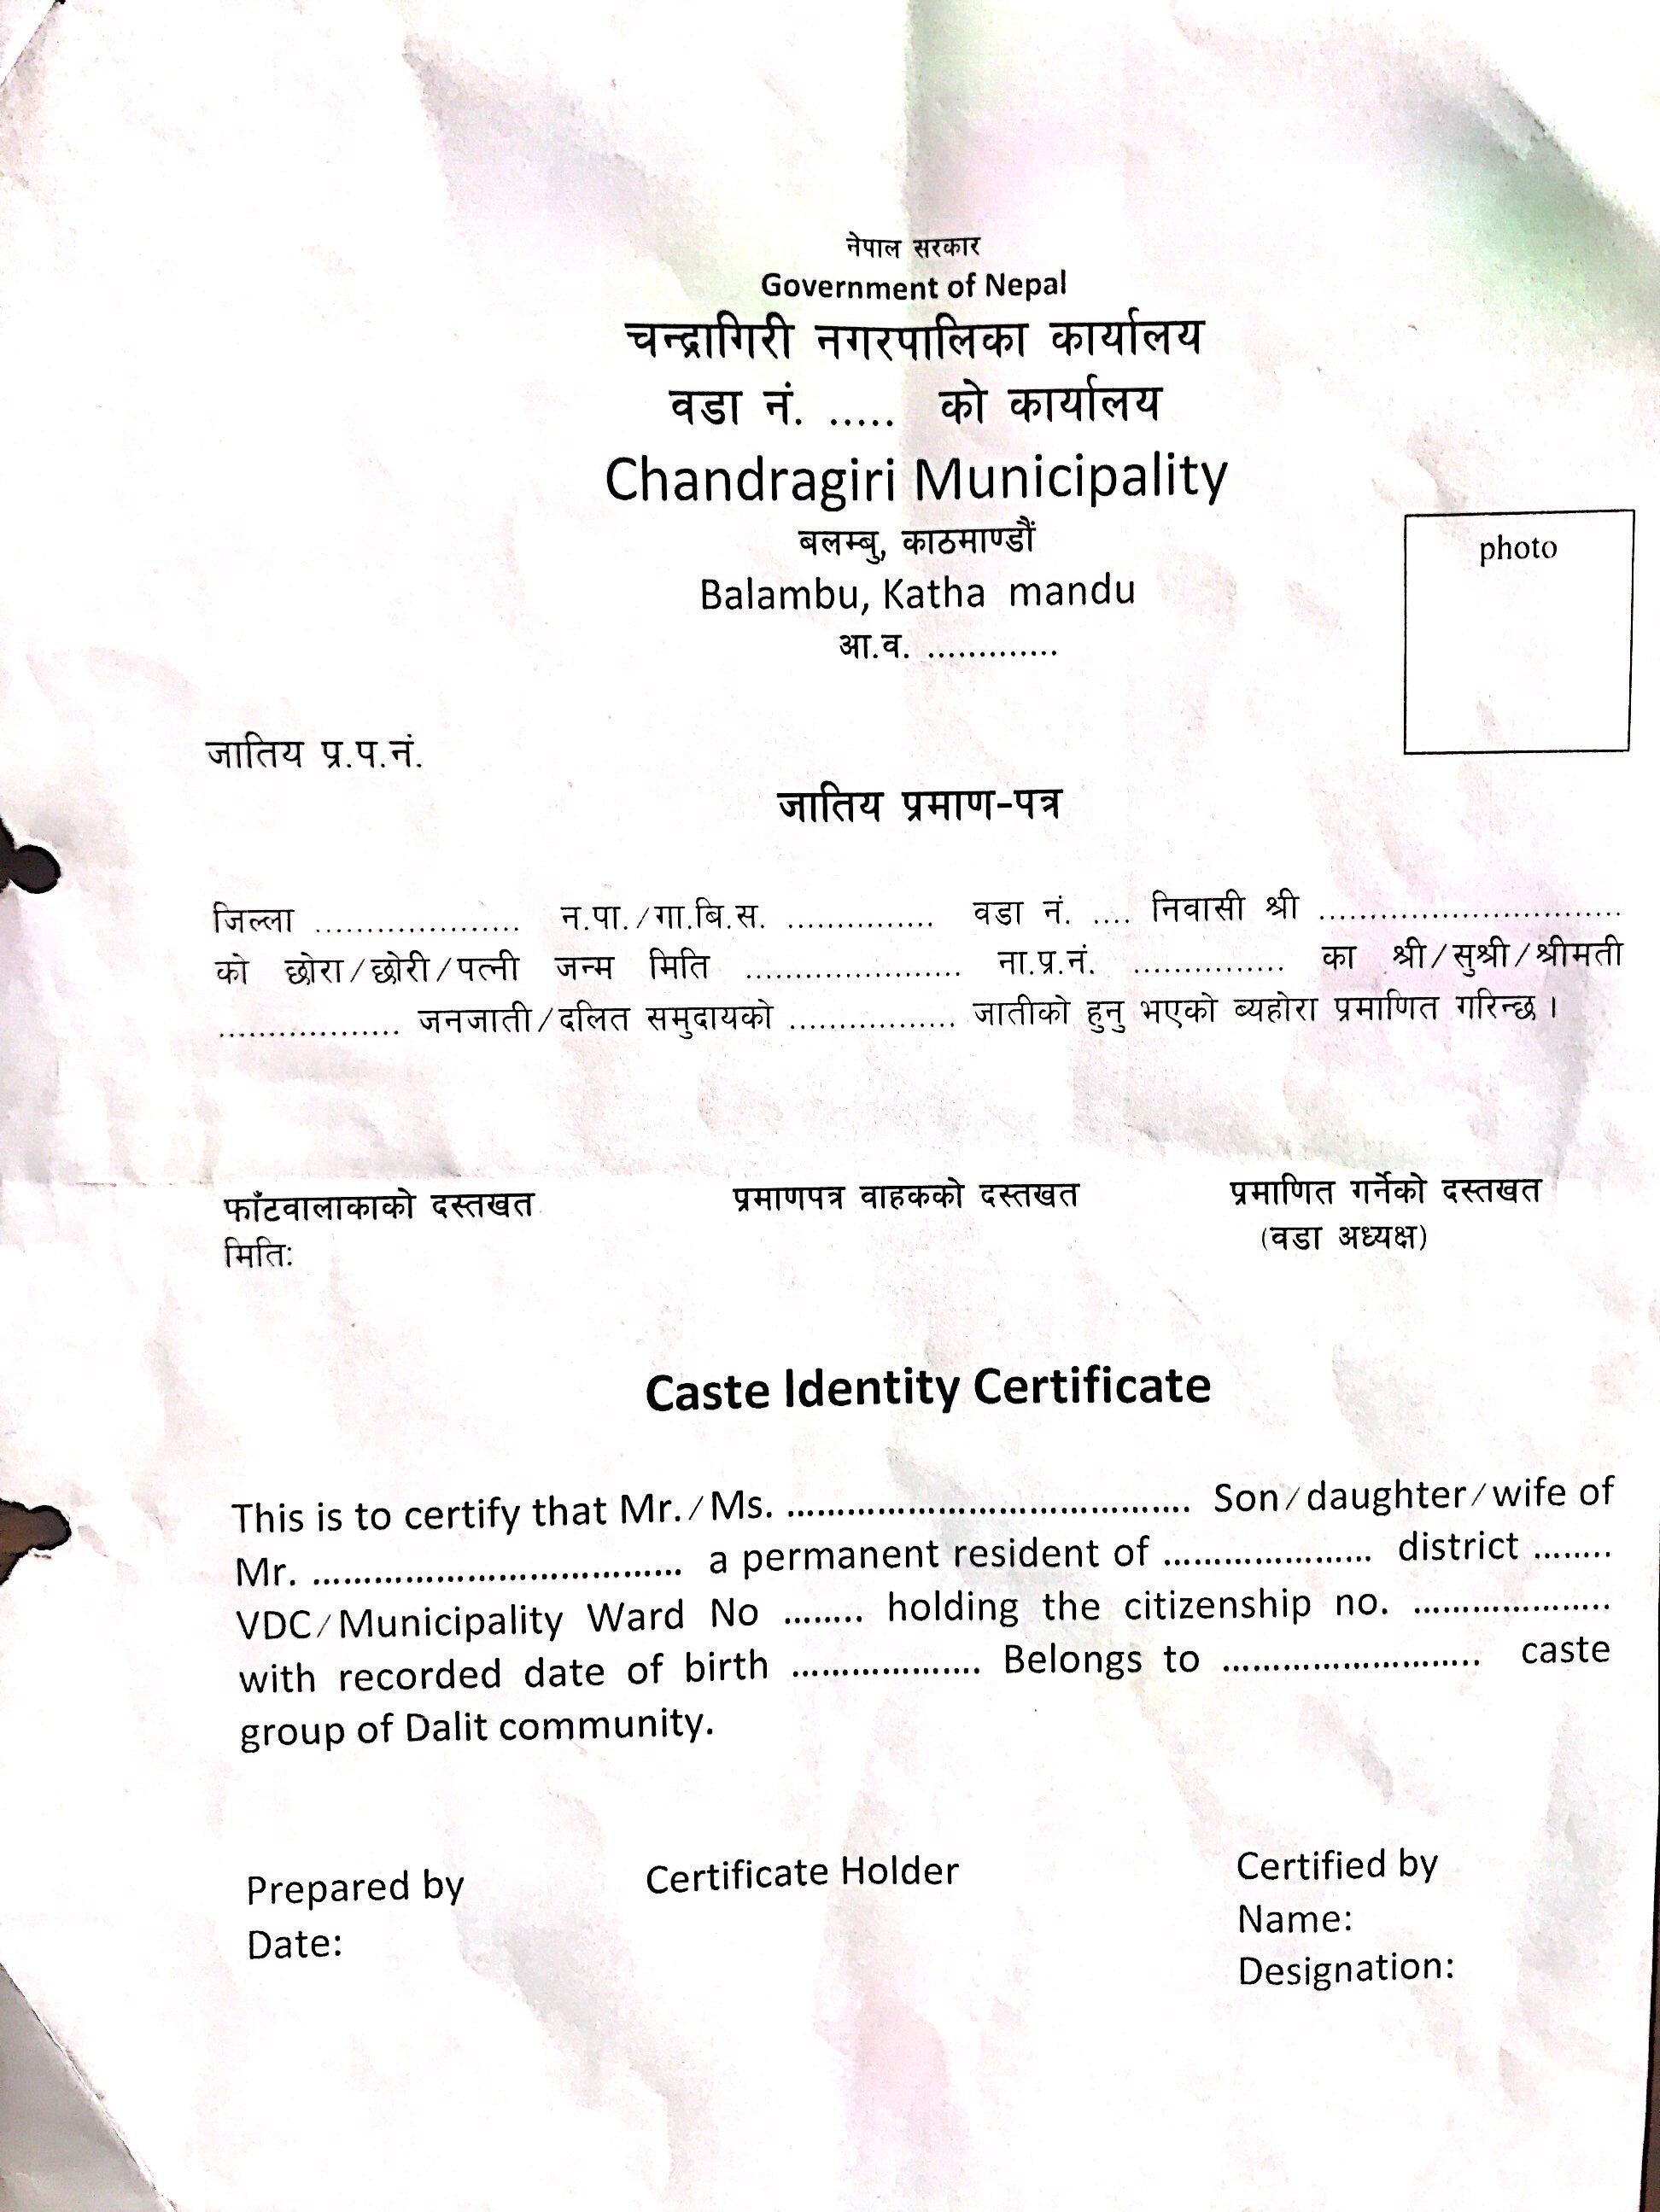 नेपाल सरकार
Government of Nepal
चन्द्रागिरी नगरपालिका कार्यालय
वडा नं. ..... को कार्यालय
Chandragiri Municipality
बलम्बु, काठमाण्डौं
Balambu, Katha mandu
आ.व. .............
photo
जातिय प्र.प.नं.
जातिय प्रमाण-पत्र
जिल्ला .................... न.पा./गा.बि.स. ............... वडा नं. .... निवासी श्री ..............................
को छोरा/छोरी/पत्नी जन्म मिति ...................... ना.प्र.नं. ............... का श्री/सुश्री/श्रीमती
.................. जनजाती/दलित समुदायको ................. जातीको हुनु भएको ब्यहोरा प्रमाणित गरिन्छ ।
फाँटवालाकाको दस्तखत प्रमाणपत्र वाहकको दस्तखत प्रमाणित गर्नेको दस्तखत
मितिः (वडा अध्यक्ष)
Caste Identity Certificate
This is to certify that Mr./Ms. ....................................... Son/daughter/wife of
Mr. .................................... a permanent resident of ..................... district ........
VDC/Municipality Ward No ........ holding the citizenship no. ....................
with recorded date of birth ................... Belongs to .......................... caste
group of Dalit community.
Prepared by Certificate Holder Certified by
Date: Name:
Designation: